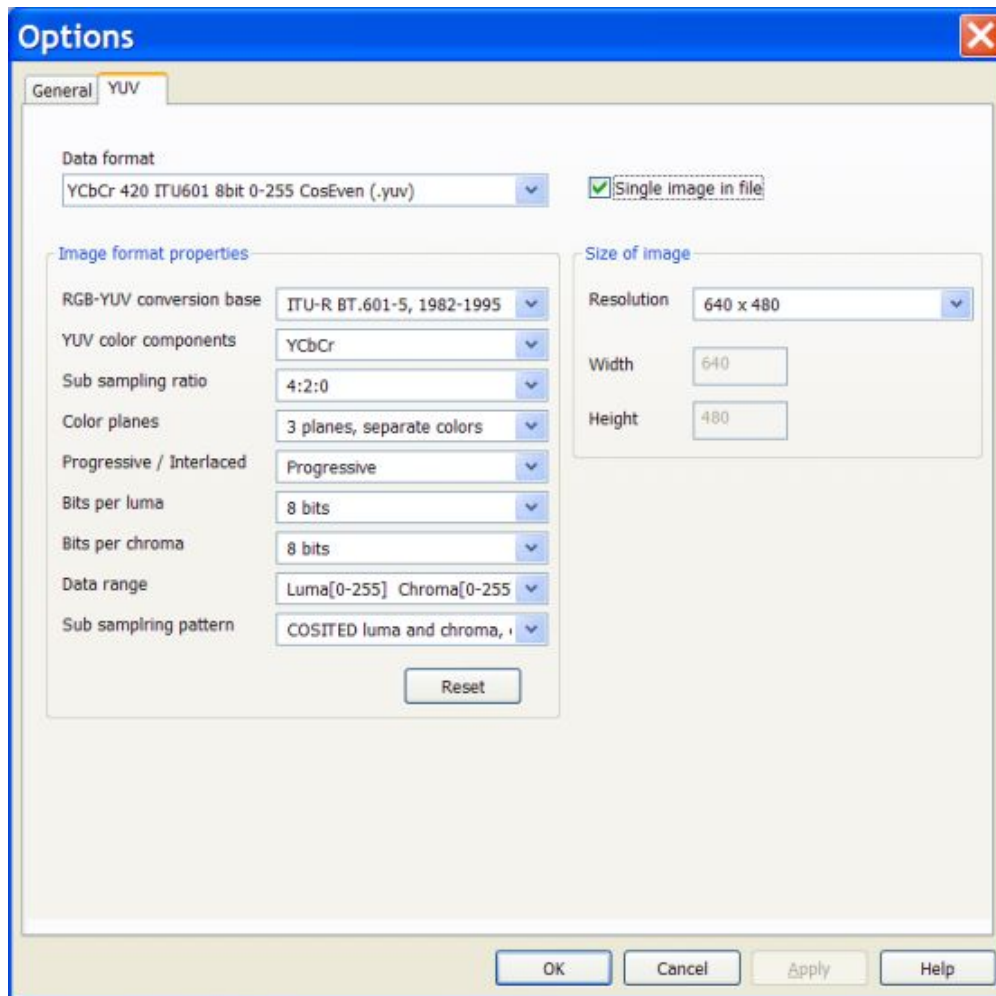 Options
General YUV
Data format
YCbCr 420 ITU601 8bit 0-255 CosEven (.yuv)
Single image in file
Image format properties
RGB-YUV conversion base ITU-R BT.601-5, 1982-1995
YUV color components YCbCr
Sub sampling ratio 4:2:0
Color planes 3 planes, separate colors
Progressive / Interlaced Progressive
Bits per luma 8 bits
Bits per chroma 8 bits
Data range Luma[0-255] Chroma[0-255
Sub samplring pattern COSITED luma and chroma,
Reset
Size of image
Resolution 640 x 480
Width 640
Height 480
OK Cancel Apply Help